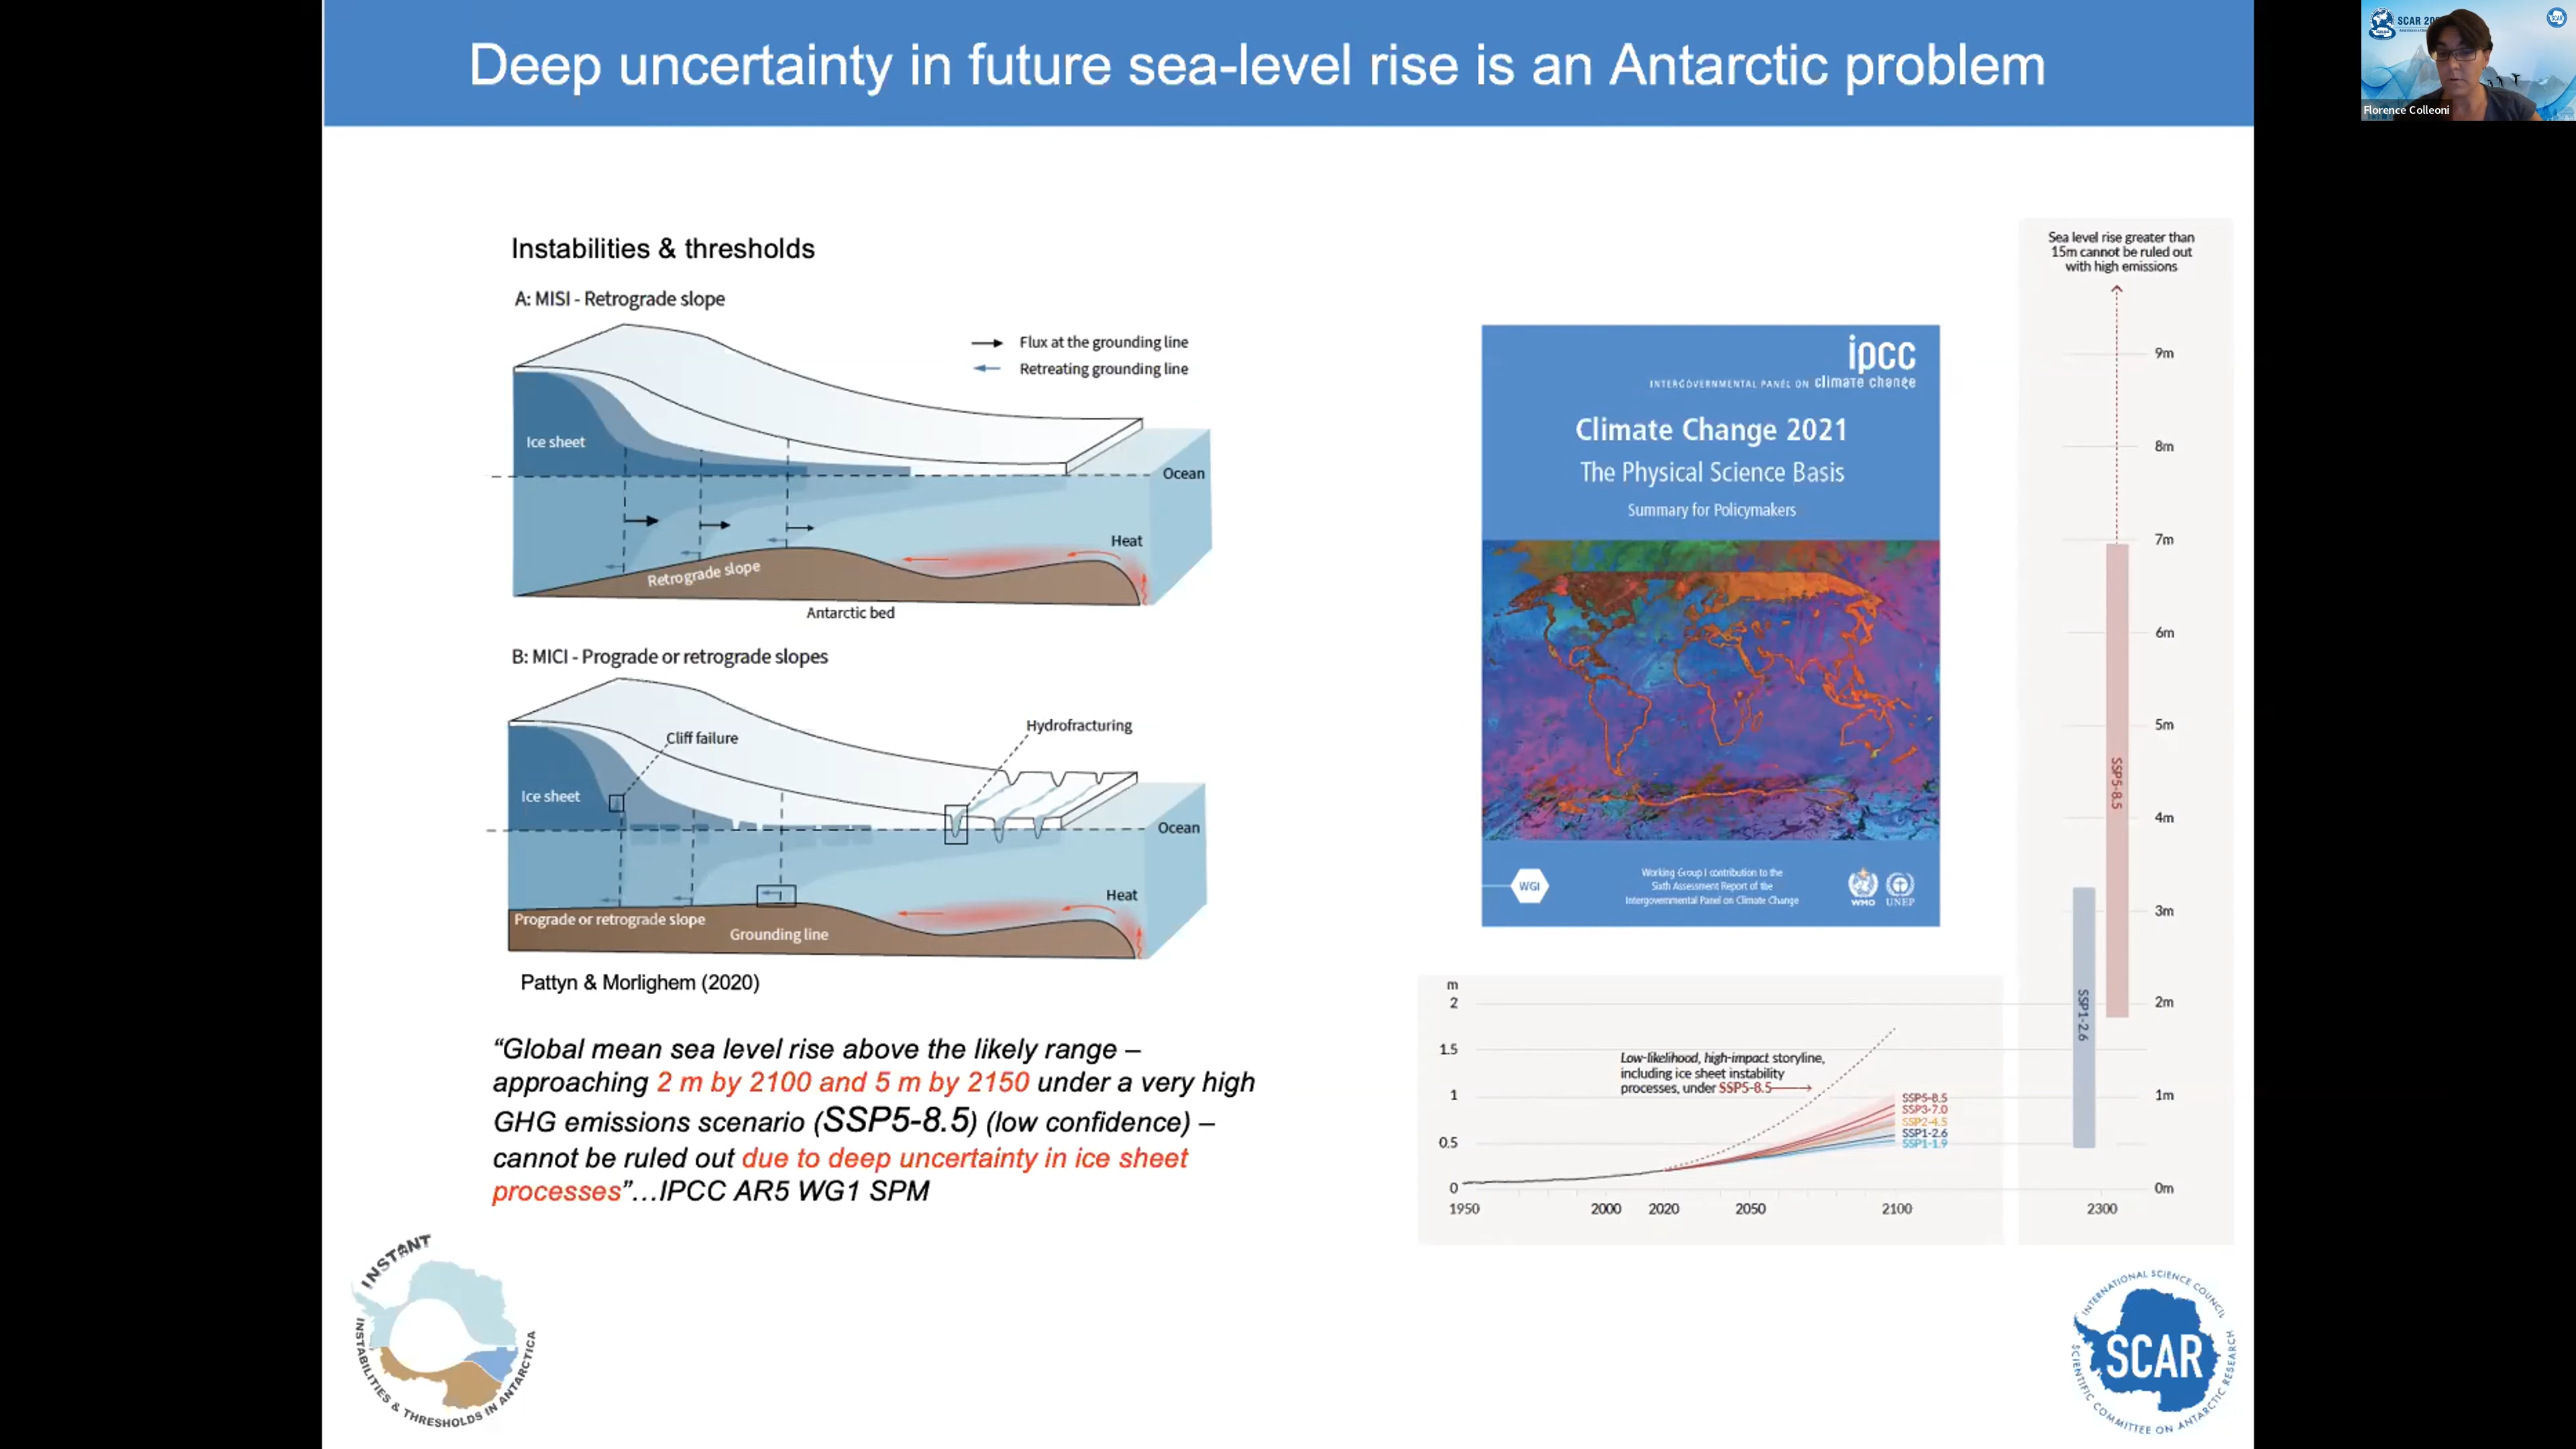 Deep uncertainty in future sea-level rise is an Antarctic problem
Florence Colleoni
Instabilities & thresholds
A: MISI - Retrograde slope
Flux at the grounding line
Retreating grounding line
Ice sheet
Ocean
Heat
Retrograde slope
Antarctic bed
B: MICI - Prograde or retrograde slopes
Hydrofracturing
Cliff failure
Ice sheet
Ocean
Heat
Prograde or retrograde slope
Grounding line
Pattyn & Morlighem (2020)
“Global mean sea level rise above the likely range –
approaching 2 m by 2100 and 5 m by 2150 under a very high
GHG emissions scenario (SSP5-8.5) (low confidence) –
cannot be ruled out due to deep uncertainty in ice sheet
processes”…IPCC AR5 WG1 SPM
ipcc
INTERGOVERNMENTAL PANEL ON climate change
Climate Change 2021
The Physical Science Basis
Summary for Policymakers
WGI
Working Group I contribution to the
Sixth Assessment Report of the
Intergovernmental Panel on Climate Change
WMO UNEP
m
2
1.5
1
0.5
0
Low-likelihood, high-impact storyline,
including ice sheet instability
processes, under SSP5-8.5
SSP5-8.5
SSP3-7.0
SSP2-4.5
SSP1-2.6
SSP1-1.9
1950 2000 2020 2050 2100
Sea level rise greater than
15m cannot be ruled out
with high emissions
9m
8m
7m
6m
5m
4m
3m
2m
1m
0m
SSP5-8.5
SSP1-2.6
2300
INSTANT
INSTABILITIES & THRESHOLDS IN ANTARCTICA
INTERNATIONAL SCIENCE COUNCIL
SCAR
SCIENTIFIC COMMITTEE ON ANTARCTIC RESEARCH